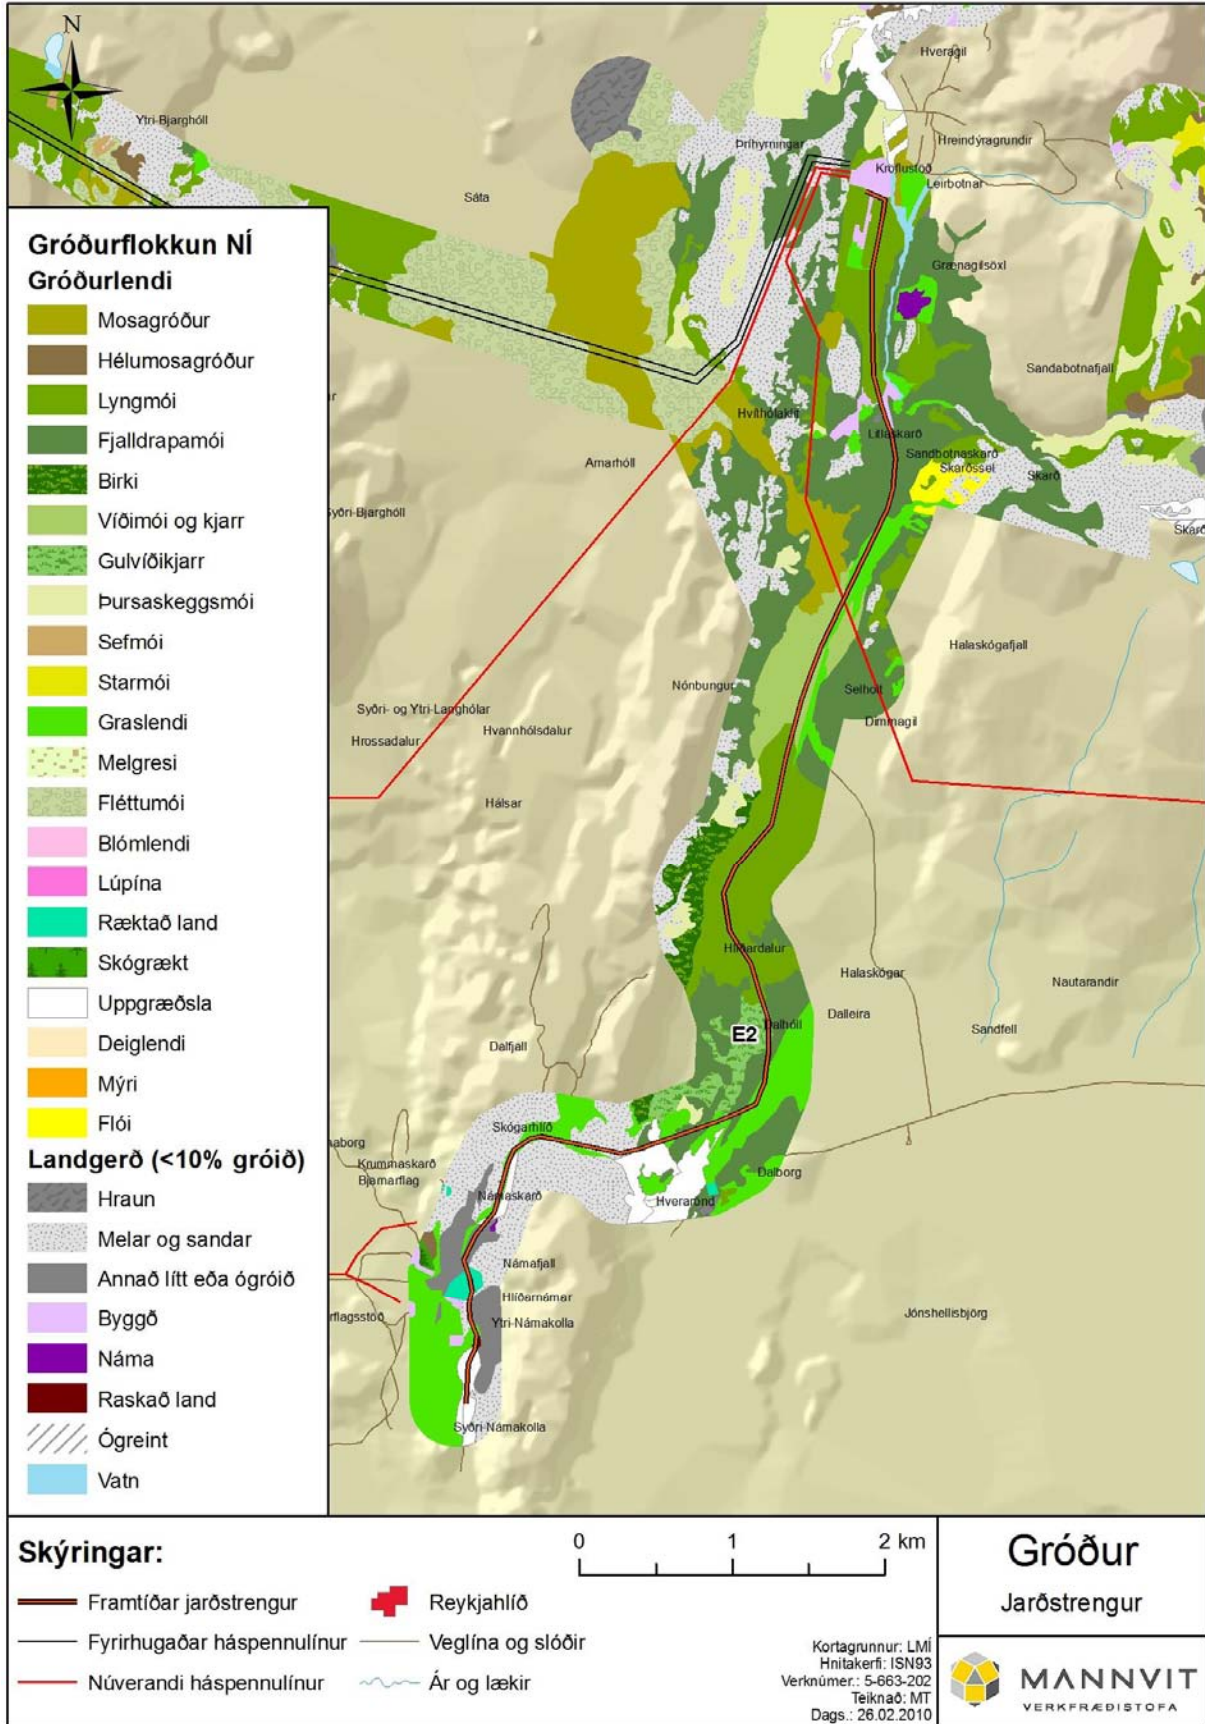 N
Hveragil
Ytri-Bjarghóll
Þríhyrningar
Hreindýragrundir
Kröflustöð
Leirbotnar
Sáta
Grænagilsöxl
Sandabotnafjall
Hvíthólaklif
Litlaskarð
Sandbotnaskarð
Skarðssel
Arnarhóll
Skarð
Syðri-Bjarghóll
Skarð
Halaskógafjall
Nónbungur
Selholt
Syðri- og Ytri-Langhólar
Dimmagil
Hvannhólsdalur
Hrossadalur
Hálsar
Hlíðardalur
Halaskógar
Nautarandir
Dalleira
E2
Dalhóll
Sandfell
Dalfjall
Skógarhlíð
Krummaskarð
Bjarnarflag
Dalborg
Námaskarð
Hverarönd
Námafjall
Hlíðarnámar
Jónshellisbjörg
Ytri-Námakolla
Syðri-Námakolla
Gróðurflokkun NÍ
Gróðurlendi
Mosagróður
Hélumosagróður
Lyngmói
Fjalldrapamói
Birki
Víðimói og kjarr
Gulvíðikjarr
Þursaskeggsmói
Sefmói
Starmói
Graslendi
Melgresi
Fléttumói
Blómlendi
Lúpína
Ræktað land
Skógrækt
Uppgræðsla
Deiglendi
Mýri
Flói
Landgerð (<10% gróið)
Hraun
Melar og sandar
Annað lítt eða ógróið
Byggð
Náma
Raskað land
Ógreint
Vatn
Skýringar:
Framtíðar jarðstrengur
Fyrirhugaðar háspennulínur
Núverandi háspennulínur
Reykjahlíð
Veglína og slóðir
Ár og lækir
0 1 2 km
Kortagrunnur: LMÍ
Hnitakerfi: ISN93
Verknúmer.: 5-663-202
Teiknað: MT
Dags.: 26.02.2010
Gróður
Jarðstrengur
MANNVIT
VERKFRÆÐISTOFA